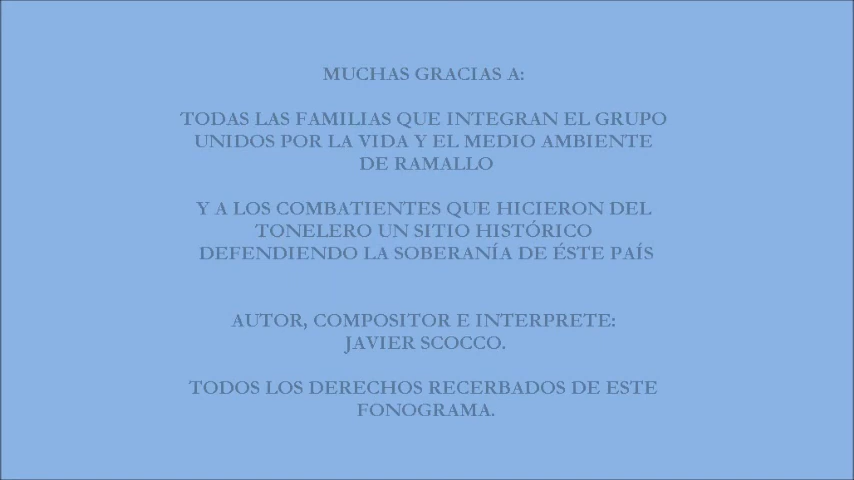 MUCHAS GRACIAS A:
TODAS LAS FAMILIAS QUE INTEGRAN EL GRUPO
UNIDOS POR LA VIDA Y EL MEDIO AMBIENTE
DE RAMALLO
Y A LOS COMBATIENTES QUE HICIERON DEL
TONELERO UN SITIO HISTÓRICO
DEFENDIENDO LA SOBERANÍA DE ÉSTE PAÍS
AUTOR, COMPOSITOR E INTERPRETE:
JAVIER SCOCCO.
TODOS LOS DERECHOS RECERBADOS DE ESTE
FONOGRAMA.